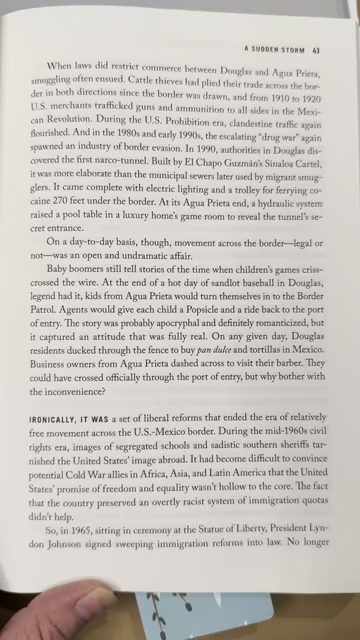 A SUDDEN STORM 43
When laws did restrict commerce between Douglas and Agua Prieta,
smuggling often ensued. Cattle thieves had plied their trade across the bor-
der in both directions since the border was drawn, and from 1910 to 1920
U.S. merchants trafficked guns and ammunition to all sides in the Mexi-
can Revolution. During the U.S. Prohibition era, clandestine traffic again
flourished. And in the 1980s and early 1990s, the escalating “drug war” again
spawned an industry of border evasion. In 1990, authorities in Douglas dis-
covered the first narco-tunnel. Built by El Chapo Guzmán’s Sinaloa Cartel,
it was more elaborate than the municipal sewers later used by migrant smug-
glers. It came complete with electric lighting and a trolley for ferrying co-
caine 270 feet under the border. At its Agua Prieta end, a hydraulic system
raised a pool table in a luxury home’s game room to reveal the tunnel’s se-
cret entrance.
On a day-to-day basis, though, movement across the border—legal or
not—was an open and undramatic affair.
Baby boomers still tell stories of the time when children’s games criss-
crossed the wire. At the end of a hot day of sandlot baseball in Douglas,
legend had it, kids from Agua Prieta would turn themselves in to the Border
Patrol. Agents would give each child a Popsicle and a ride back to the port
of entry. The story was probably apocryphal and definitely romanticized, but
it captured an attitude that was fully real. On any given day, Douglas
residents ducked through the fence to buy pan dulce and tortillas in Mexico.
Business owners from Agua Prieta dashed across to visit their barber. They
could have crossed officially through the port of entry, but why bother with
the inconvenience?
IRONICALLY, IT WAS a set of liberal reforms that ended the era of relatively
free movement across the U.S.-Mexico border. During the mid-1960s civil
rights era, images of segregated schools and sadistic southern sheriffs tar-
nished the United States’ image abroad. It had become difficult to convince
potential Cold War allies in Africa, Asia, and Latin America that the United
States’ promise of freedom and equality wasn’t hollow to the core. The fact
that the country preserved an overtly racist system of immigration quotas
didn’t help.
So, in 1965, sitting in ceremony at the Statue of Liberty, President Lyn-
don Johnson signed sweeping immigration reforms into law. No longer